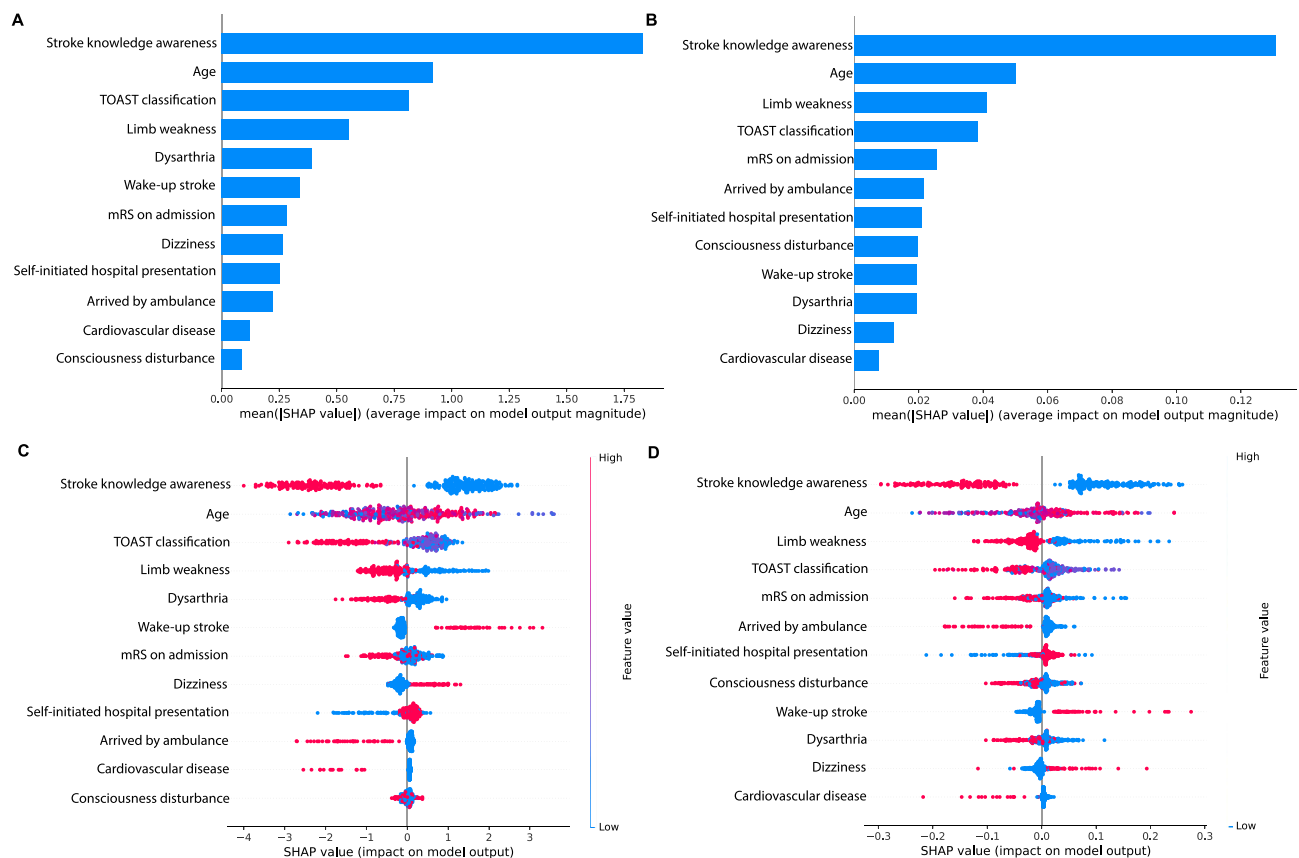 A
Stroke knowledge awareness
Age
TOAST classification
Limb weakness
Dysarthria
Wake-up stroke
mRS on admission
Dizziness
Self-initiated hospital presentation
Arrived by ambulance
Cardiovascular disease
Consciousness disturbance
0.00 0.25 0.50 0.75 1.00 1.25 1.50 1.75
mean(|SHAP value|) (average impact on model output magnitude)
B
Stroke knowledge awareness
Age
Limb weakness
TOAST classification
mRS on admission
Arrived by ambulance
Self-initiated hospital presentation
Consciousness disturbance
Wake-up stroke
Dysarthria
Dizziness
Cardiovascular disease
0.00 0.02 0.04 0.06 0.08 0.10 0.12
mean(|SHAP value|) (average impact on model output magnitude)
C
Stroke knowledge awareness
Age
TOAST classification
Limb weakness
Dysarthria
Wake-up stroke
mRS on admission
Dizziness
Self-initiated hospital presentation
Arrived by ambulance
Cardiovascular disease
Consciousness disturbance
−4 −3 −2 −1 0 1 2 3
SHAP value (impact on model output)
High
Feature value
Low
D
Stroke knowledge awareness
Age
Limb weakness
TOAST classification
mRS on admission
Arrived by ambulance
Self-initiated hospital presentation
Consciousness disturbance
Wake-up stroke
Dysarthria
Dizziness
Cardiovascular disease
−0.3 −0.2 −0.1 0.0 0.1 0.2 0.3
SHAP value (impact on model output)
High
Feature value
Low